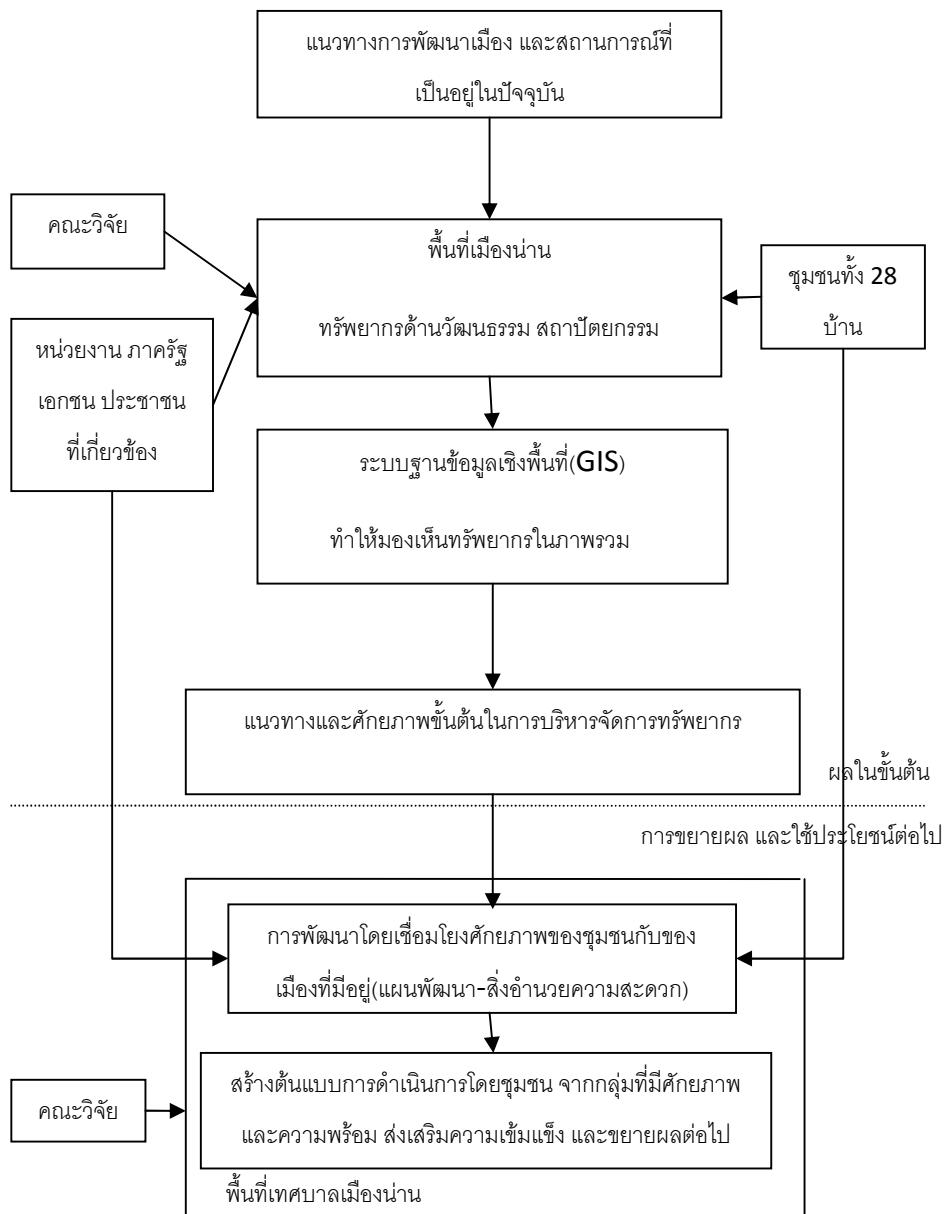 แนวทางการพัฒนาเมือง และสถานการณ์ที่
เป็นอยู่ในปัจจุบัน
คณะวิจัย
พื้นที่เมืองน่าน
ทรัพยากรด้านวัฒนธรรม สถาปัตยกรรม
ชุมชนทั้ง 28
บ้าน
หน่วยงาน ภาครัฐ
เอกชน ประชาชน
ที่เกี่ยวข้อง
ระบบฐานข้อมูลเชิงพื้นที่(GIS)
ทำให้มองเห็นทรัพยากรในภาพรวม
แนวทางและศักยภาพขั้นต้นในการบริหารจัดการทรัพยากร
ผลในขั้นต้น
การขยายผล และใช้ประโยชน์ต่อไป
การพัฒนาโดยเชื่อมโยงศักยภาพของชุมชนกับของ
เมืองที่มีอยู่(แผนพัฒนา-สิ่งอำนวยความสะดวก)
คณะวิจัย
สร้างต้นแบบการดำเนินการโดยชุมชน จากกลุ่มที่มีศักยภาพ
และความพร้อม ส่งเสริมความเข้มแข็ง และขยายผลต่อไป
พื้นที่เทศบาลเมืองน่าน